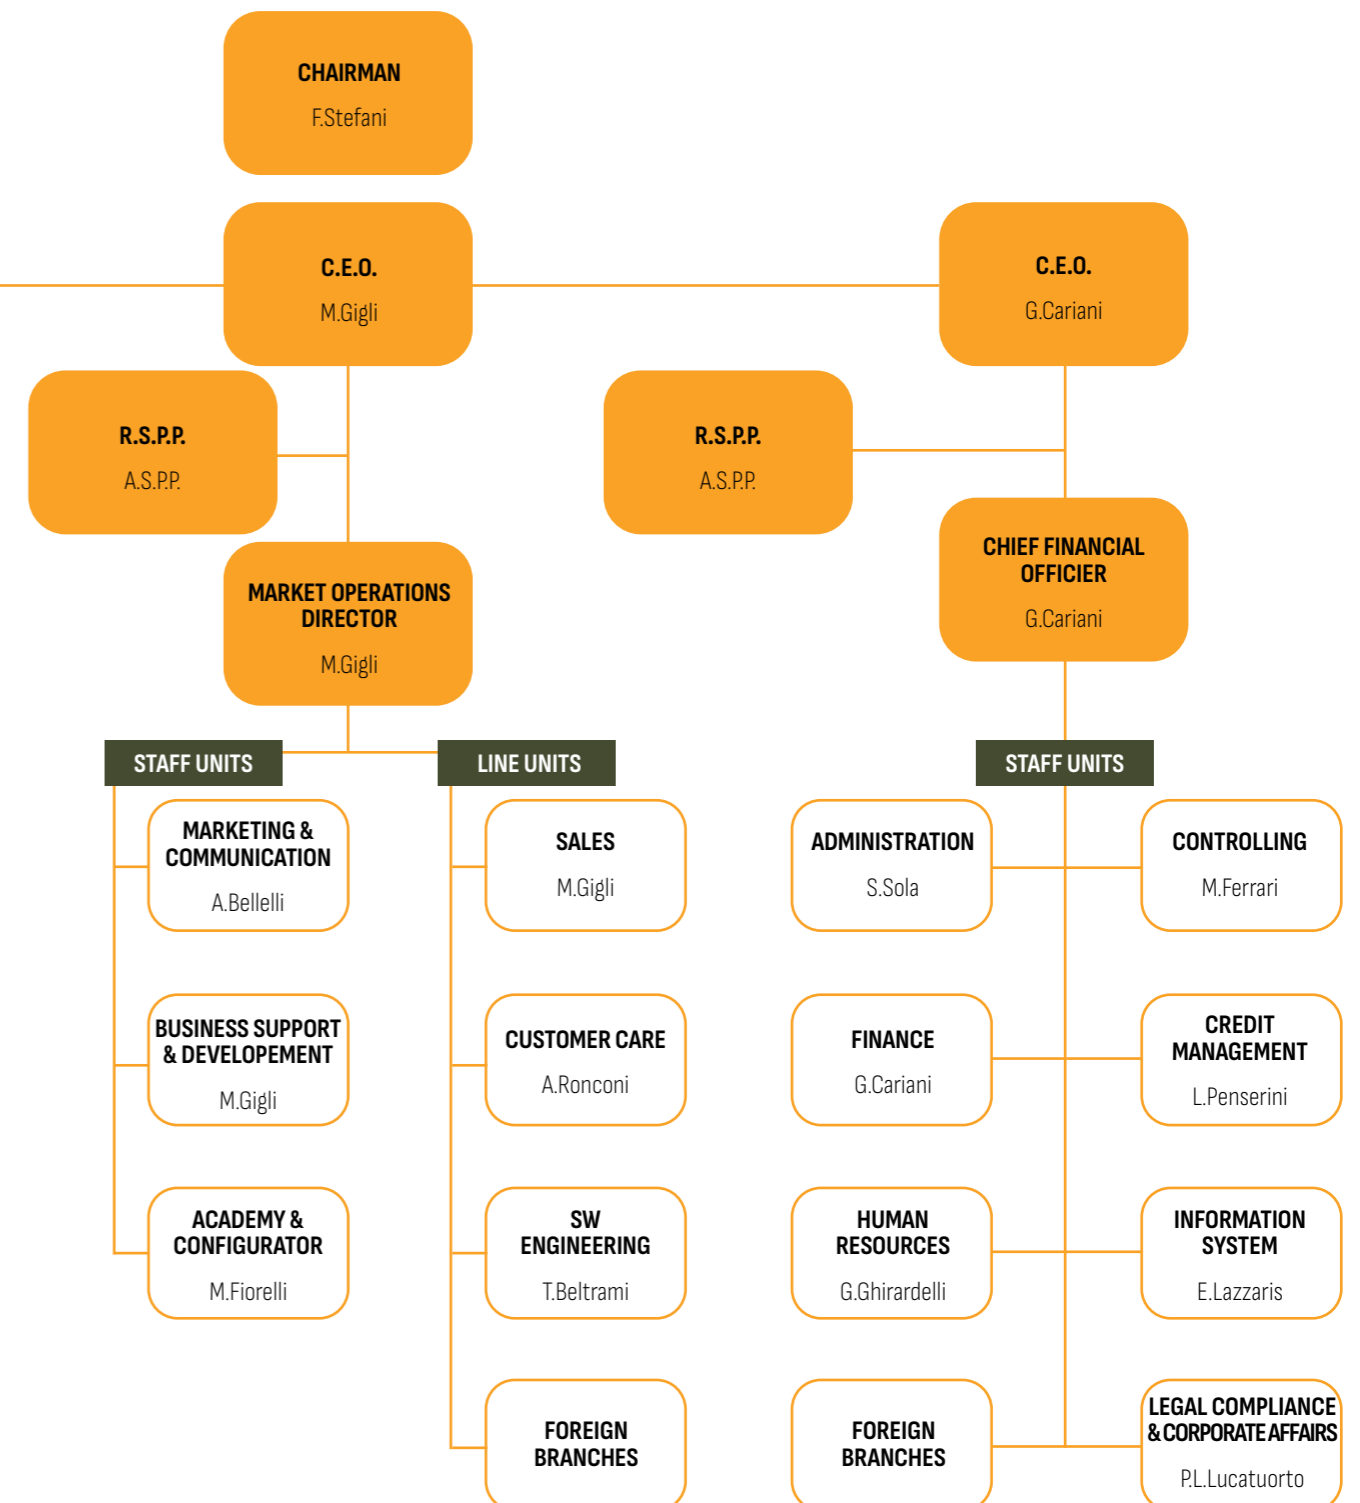 CHAIRMAN
F.Stefani
C.E.O.
M.Gigli
C.E.O.
G.Cariani
R.S.P.P.
A.S.P.P.
R.S.P.P.
A.S.P.P.
MARKET OPERATIONS
DIRECTOR
M.Gigli
CHIEF FINANCIAL
OFFICIER
G.Cariani
STAFF UNITS
MARKETING &
COMMUNICATION
A.Bellelli
BUSINESS SUPPORT
& DEVELOPEMENT
M.Gigli
ACADEMY &
CONFIGURATOR
M.Fiorelli
LINE UNITS
SALES
M.Gigli
CUSTOMER CARE
A.Ronconi
SW
ENGINEERING
T.Beltrami
FOREIGN
BRANCHES
STAFF UNITS
ADMINISTRATION
S.Sola
CONTROLLING
M.Ferrari
FINANCE
G.Cariani
CREDIT
MANAGEMENT
L.Penserini
HUMAN
RESOURCES
G.Ghirardelli
INFORMATION
SYSTEM
E.Lazzaris
FOREIGN
BRANCHES
LEGAL COMPLIANCE
& CORPORATE AFFAIRS
P.L.Lucatuorto